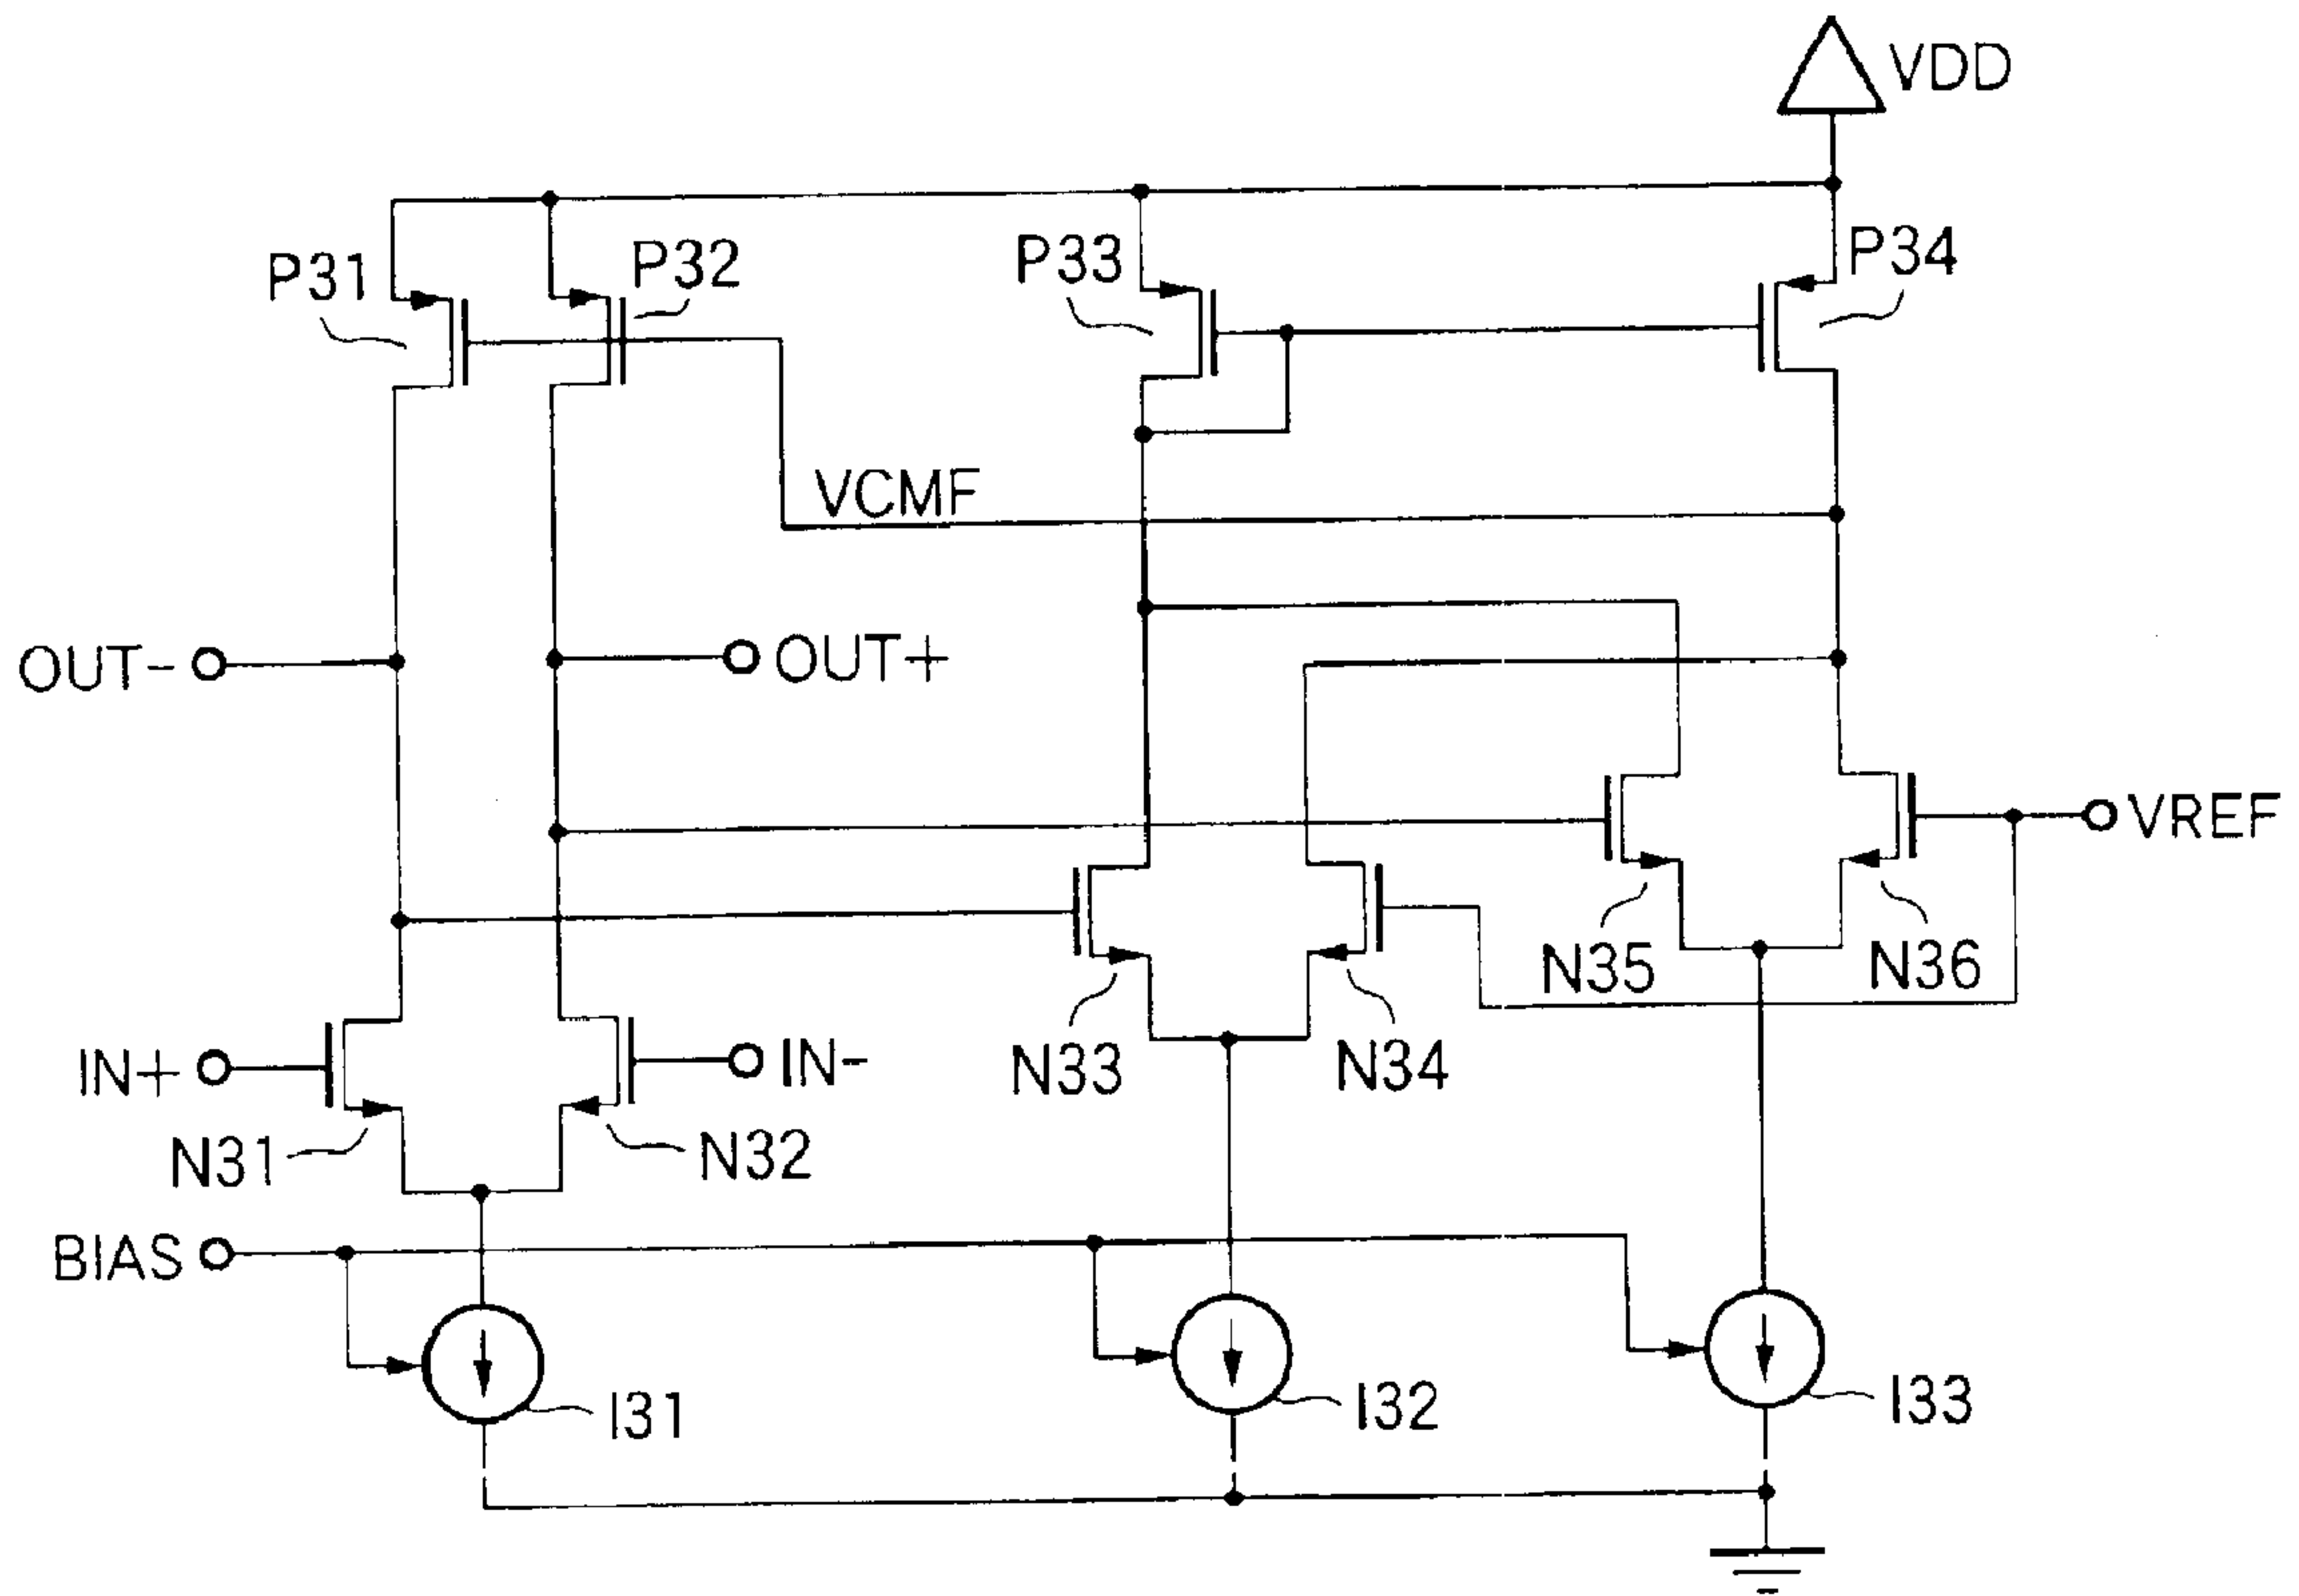 VDD
P31
P32
P33
P34
VCMF
OUT-
OUT+
VREF
N35
N36
N33
N34
IN+
IN-
N31
N32
BIAS
I31
I32
I33